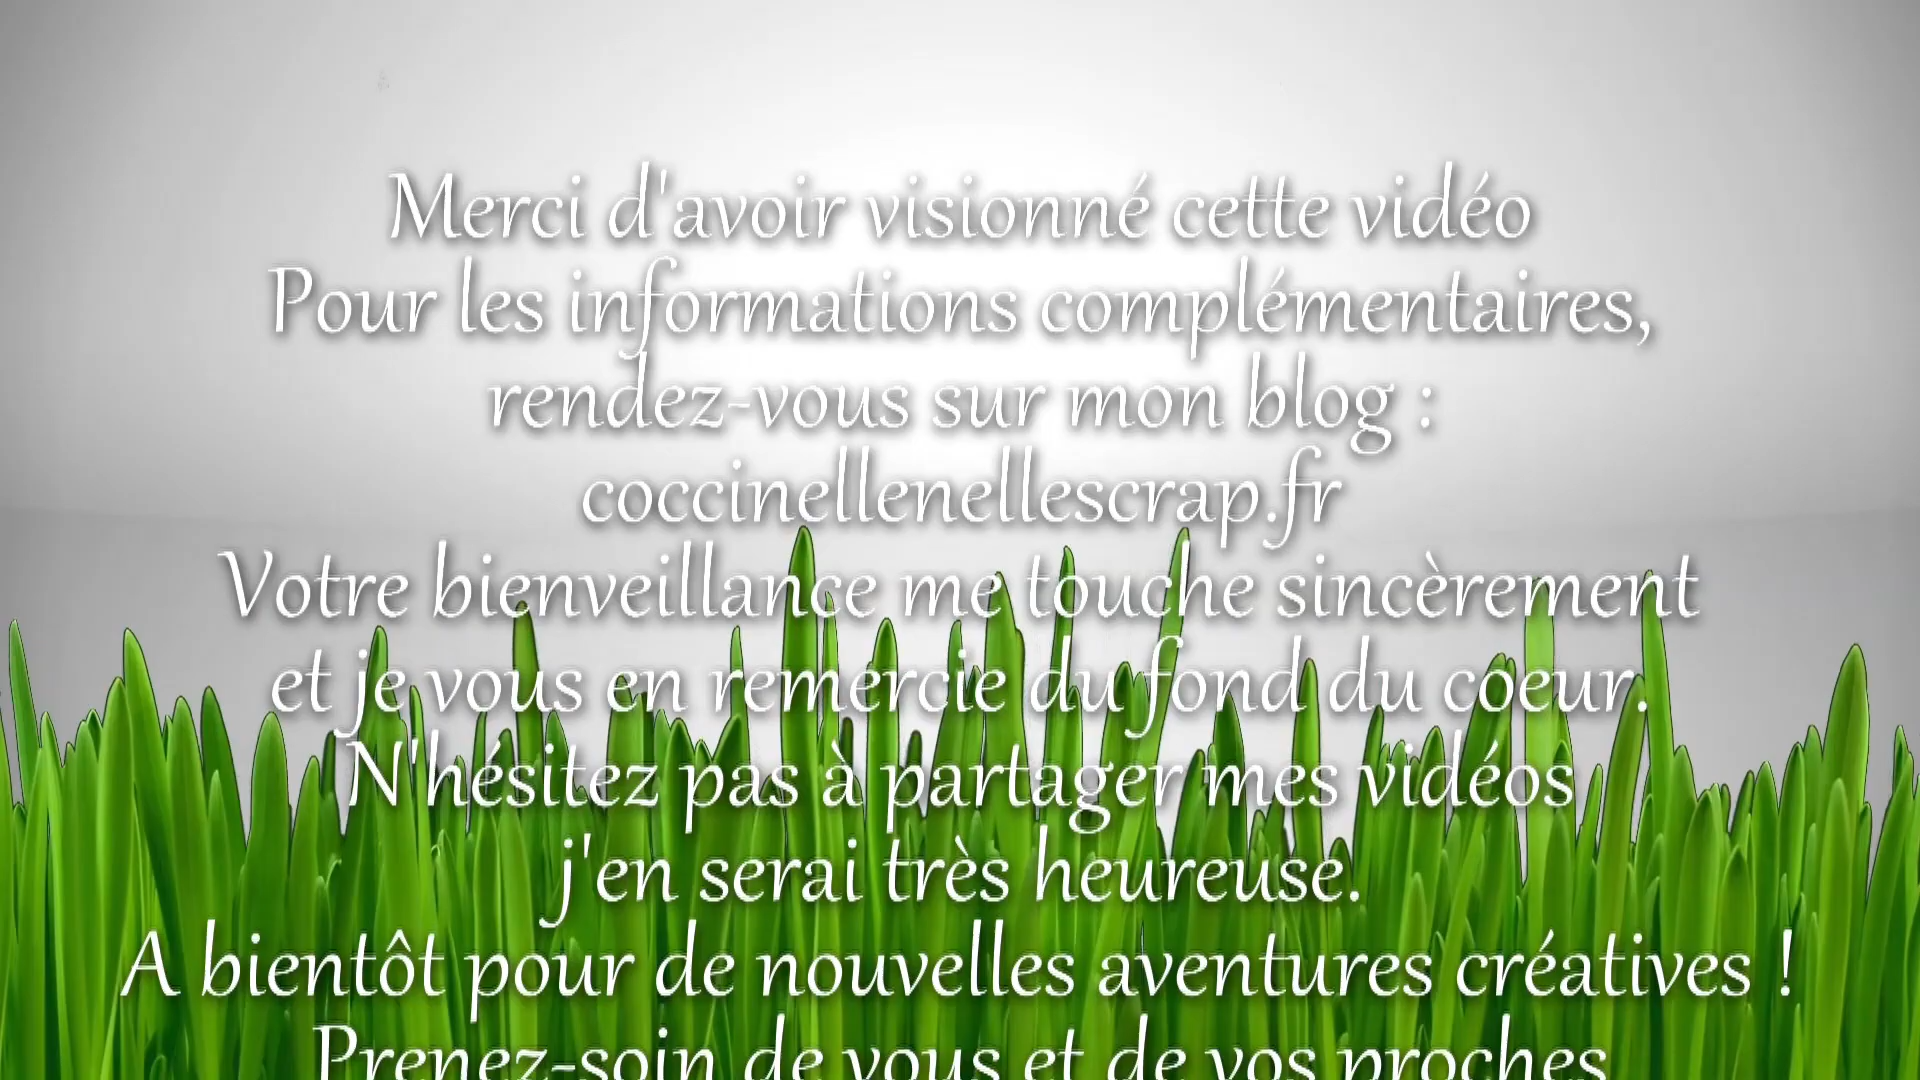 Merci d'avoir visionné cette vidéo
Pour les informations complémentaires,
rendez-vous sur mon blog :
coccinellenellescrap.fr
Votre bienveillance me touche sincèrement
et je vous en remercie du fond du coeur.
N'hésitez pas à partager mes vidéos
j'en serai très heureuse.
A bientôt pour de nouvelles aventures créatives !
Prenez-soin de vous et de vos proches